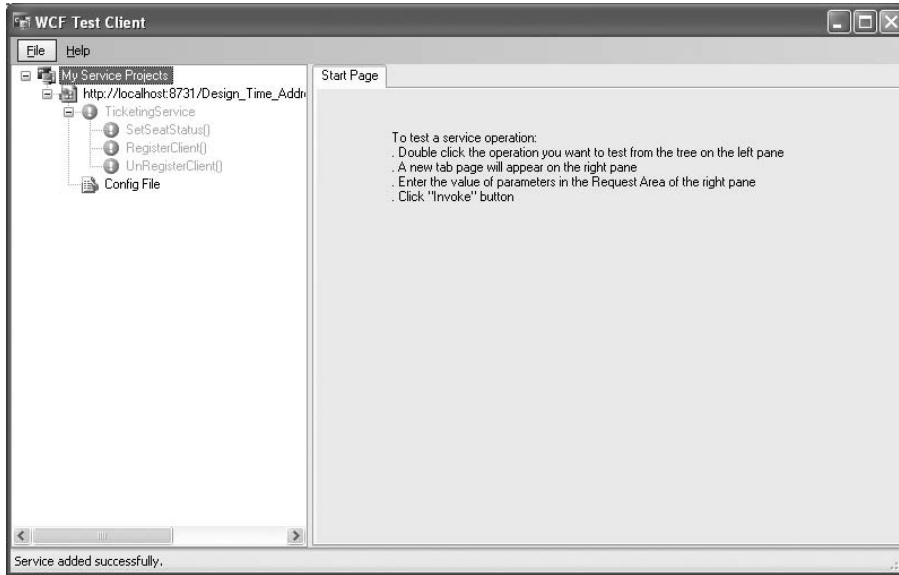 WCF Test Client
File Help
My Service Projects
http://localhost:8731/Design_Time_Addr
TicketingService
SetSeatStatus()
RegisterClient()
UnRegisterClient()
Config File
Start Page
To test a service operation:
. Double click the operation you want to test from the tree on the left pane
. A new tab page will appear on the right pane
. Enter the value of parameters in the Request Area of the right pane
. Click "Invoke" button
Service added successfully.